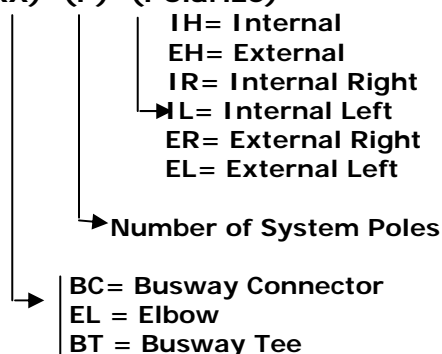 IH= Internal
EH= External
IR= Internal Right
IL= Internal Left
ER= External Right
EL= External Left
Number of System Poles
BC= Busway Connector
EL = Elbow
BT = Busway Tee